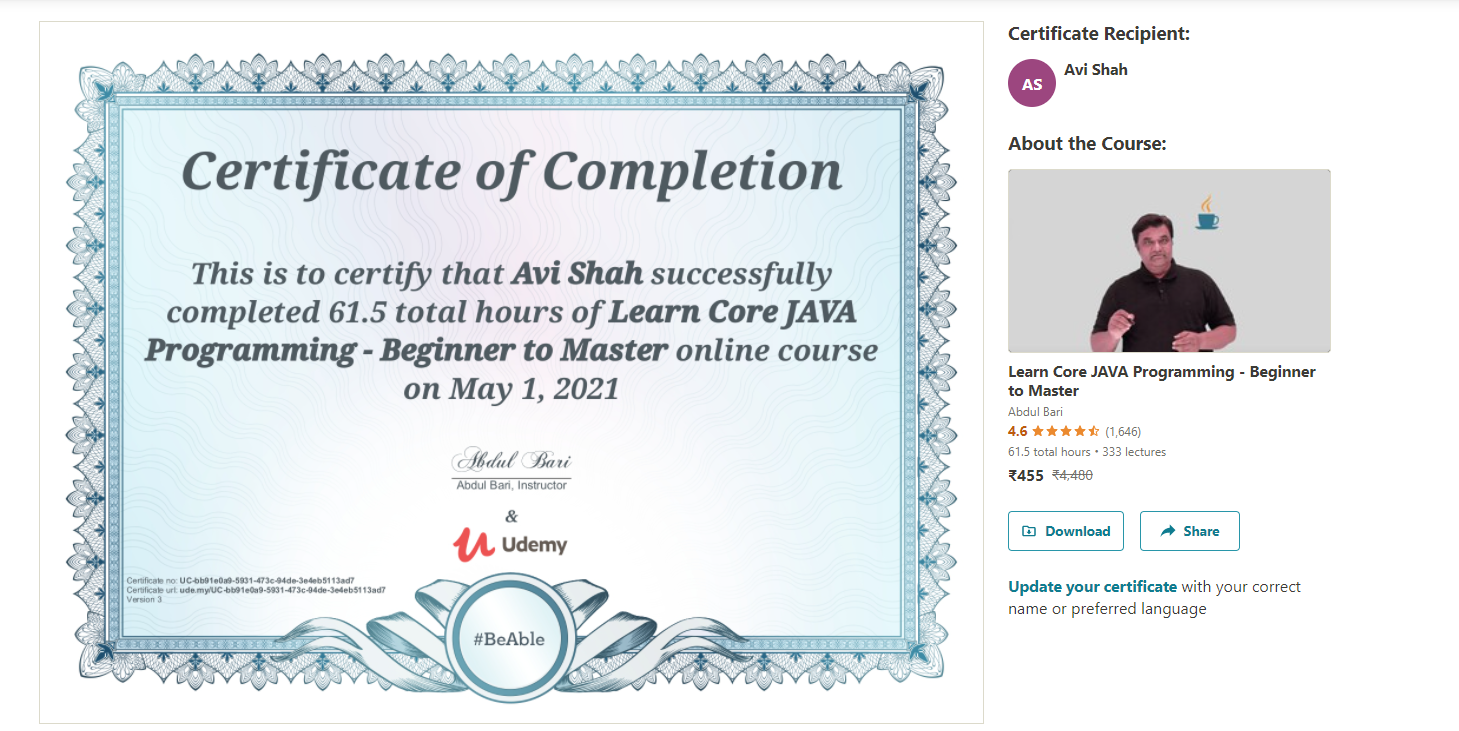 Certificate of Completion
This is to certify that Avi Shah successfully
completed 61.5 total hours of Learn Core JAVA
Programming - Beginner to Master online course
on May 1, 2021
Abdul Bari
Abdul Bari, Instructor
&
Udemy
Certificate no: UC-bb91e0a9-5931-473c-94de-3e4eb5113ad7
Certificate url: ude.my/UC-bb91e0a9-5931-473c-94de-3e4eb5113ad7
Version 3
#BeAble
Certificate Recipient:
AS
Avi Shah
About the Course:
Learn Core JAVA Programming - Beginner
to Master
Abdul Bari
4.6 (1,646)
61.5 total hours • 333 lectures
₹455 ₹4,480
Download Share
Update your certificate with your correct
name or preferred language